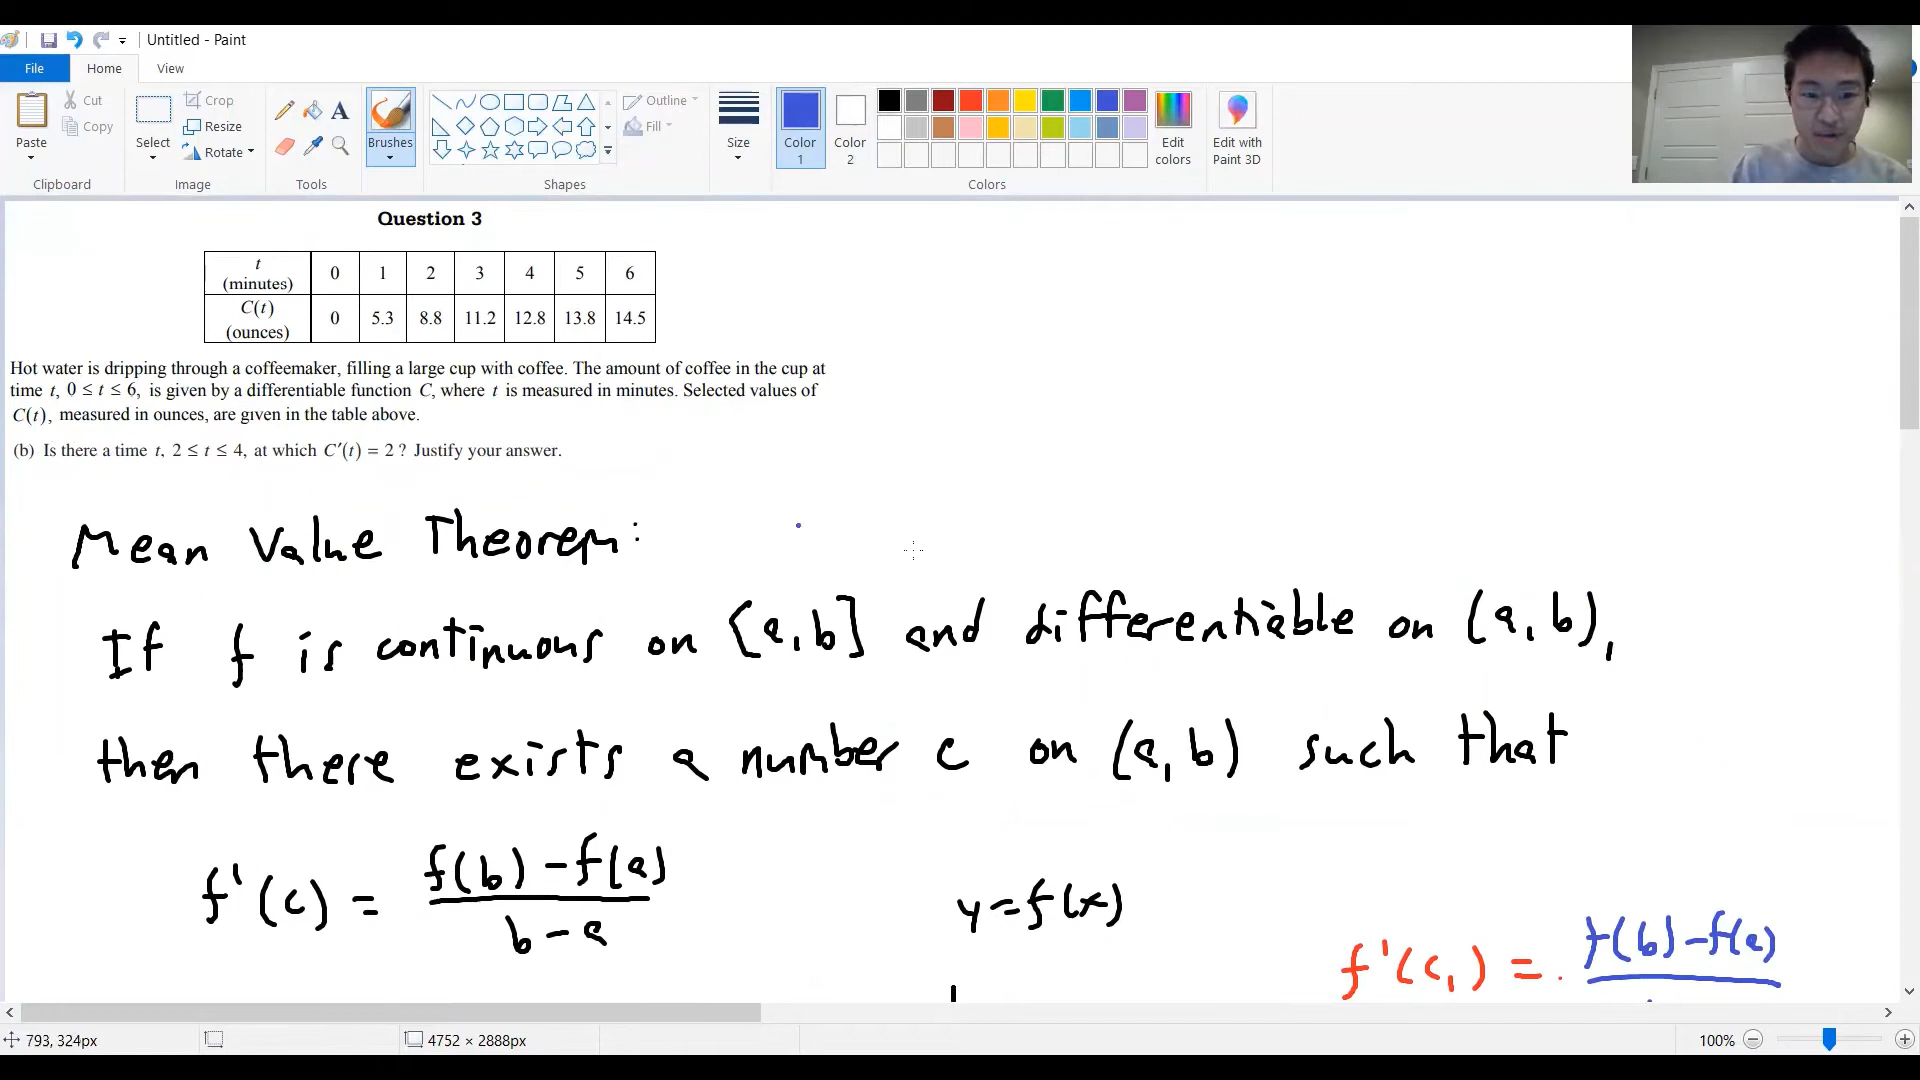 Untitled - Paint
File Home View
Paste
Cut
Copy
Clipboard
Select
Crop
Resize
Rotate
Image
Tools
Brushes
Shapes
Outline
Fill
Size
Color 1
Color 2
Colors
Edit colors
Edit with Paint 3D
Question 3
t (minutes) 0 1 2 3 4 5 6
C(t) (ounces) 0 5.3 8.8 11.2 12.8 13.8 14.5
Hot water is dripping through a coffeemaker, filling a large cup with coffee. The amount of coffee in the cup at
time t, 0 ≤ t ≤ 6, is given by a differentiable function C, where t is measured in minutes. Selected values of
C(t), measured in ounces, are given in the table above.
(b) Is there a time t, 2 ≤ t ≤ 4, at which C′(t) = 2 ? Justify your answer.
Mean Value Theorem:
If f is continuous on [a,b] and differentiable on (a,b),
then there exists a number c on (a,b) such that
f'(c) = f(b)-f(a) / b-a
y=f(x)
f'(c₁) = f(b)-f(a)
793, 324px
4752 × 2888px
100%